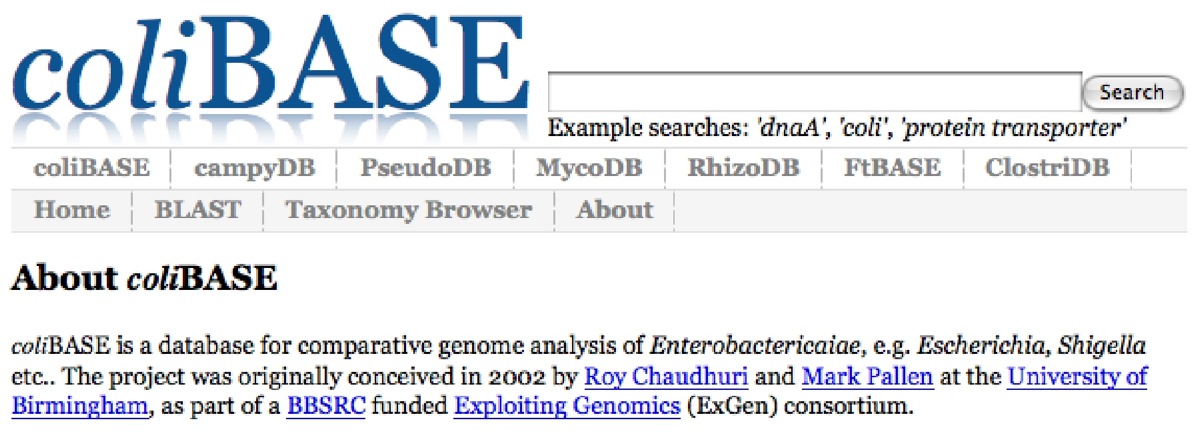 coliBASE
Search
Example searches: 'dnaA', 'coli', 'protein transporter'
coliBASE campyDB PseudoDB MycoDB RhizoDB FtBASE ClostriDB
Home BLAST Taxonomy Browser About
About coliBASE
coliBASE is a database for comparative genome analysis of Enterobactericaiae, e.g. Escherichia, Shigella
etc.. The project was originally conceived in 2002 by Roy Chaudhuri and Mark Pallen at the University of
Birmingham, as part of a BBSRC funded Exploiting Genomics (ExGen) consortium.